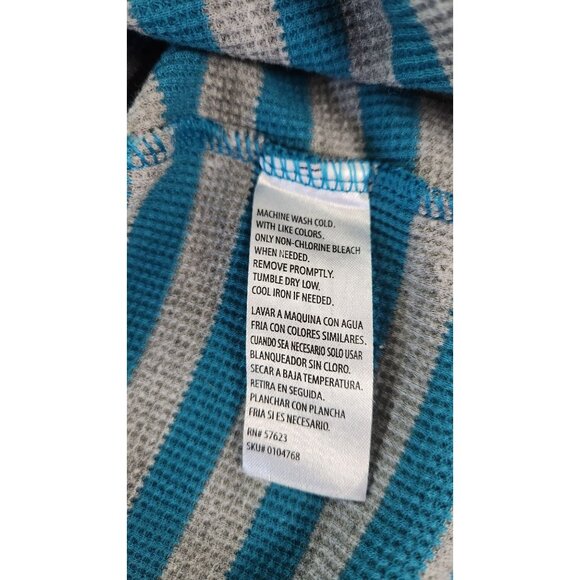 MACHINE WASH COLD.
WITH LIKE COLORS.
ONLY NON-CHLORINE BLEACH
WHEN NEEDED.
REMOVE PROMPTLY.
TUMBLE DRY LOW.
COOL IRON IF NEEDED.
LAVAR A MAQUINA CON AGUA
FRIA CON COLORES SIMILARES.
CUANDO SEA NECESARIO SOLO USAR
BLANQUEADOR SIN CLORO.
SECAR A BAJA TEMPERATURA.
RETIRA EN SEGUIDA.
PLANCHAR CON PLANCHA
FRIA SI ES NECESARIO.
RN# 57623
SKU# 0104768